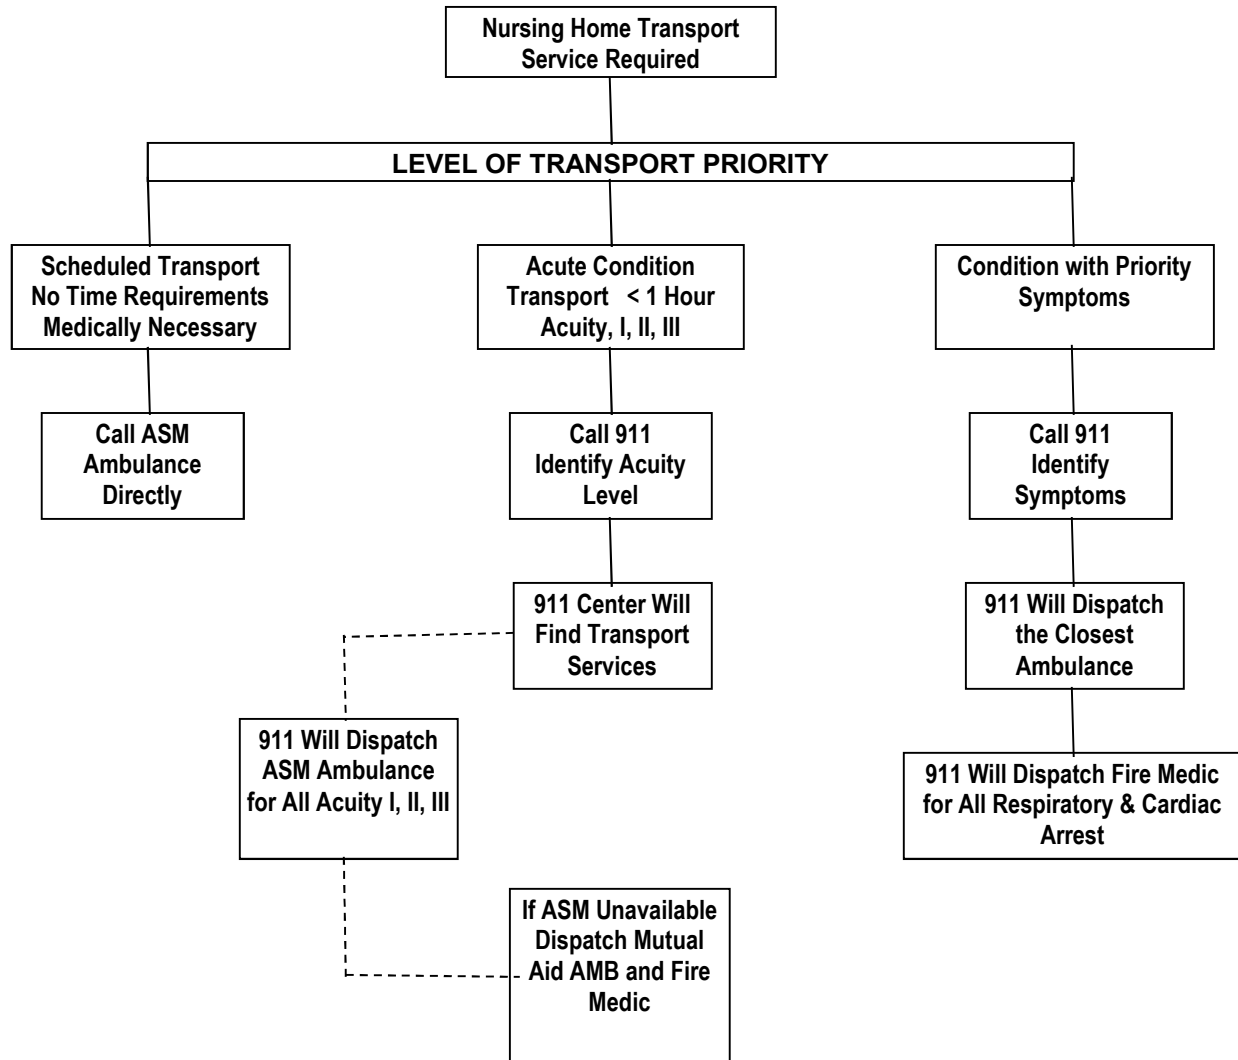 Nursing Home Transport
Service Required
LEVEL OF TRANSPORT PRIORITY
Scheduled Transport
No Time Requirements
Medically Necessary
Acute Condition
Transport < 1 Hour
Acuity, I, II, III
Condition with Priority
Symptoms
Call ASM
Ambulance
Directly
Call 911
Identify Acuity
Level
Call 911
Identify
Symptoms
911 Center Will
Find Transport
Services
911 Will Dispatch
the Closest
Ambulance
911 Will Dispatch
ASM Ambulance
for All Acuity I, II, III
911 Will Dispatch Fire Medic
for All Respiratory & Cardiac
Arrest
If ASM Unavailable
Dispatch Mutual
Aid AMB and Fire
Medic